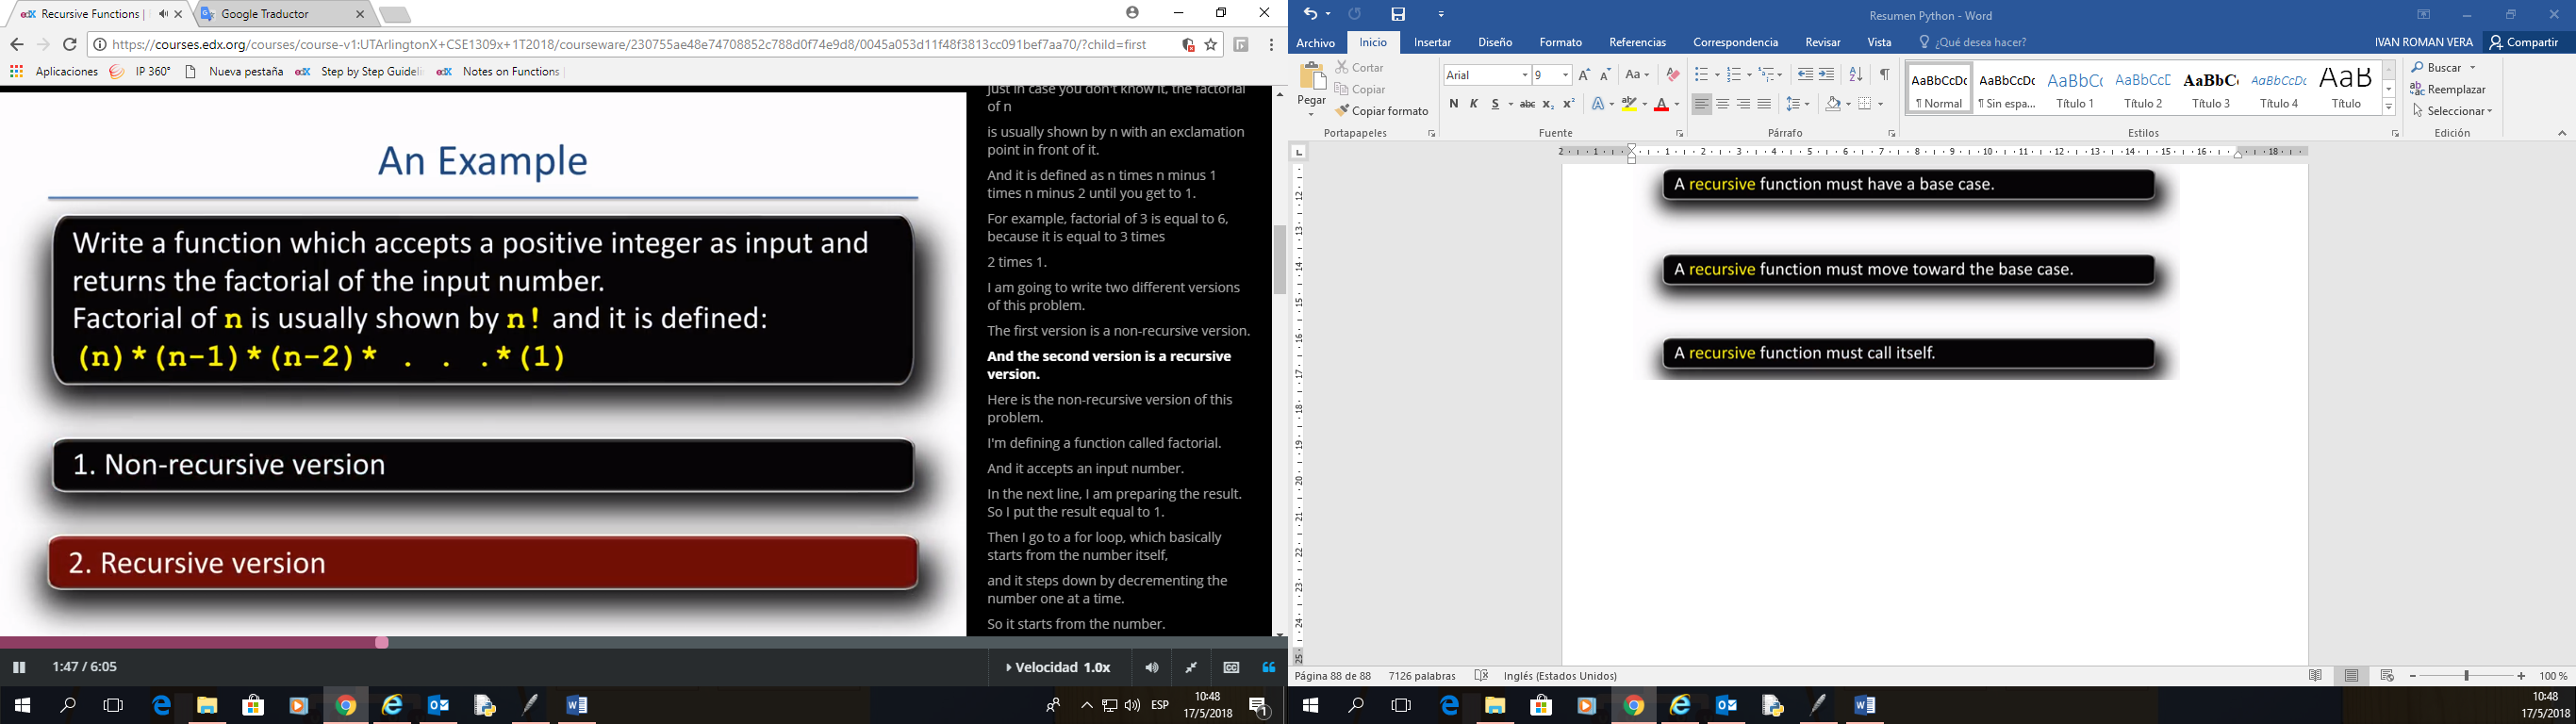 Recursive Functions |
Google Traductor
https://courses.edx.org/courses/course-v1:UTArlingtonX+CSE1309x+1T2018/courseware/230755ae48e74708852c788d0f74e9d8/0045a053d11f48f3813cc091bef7aa70/?child=first
Aplicaciones
IP 360°
Nueva pestaña
Step by Step Guideli
Notes on Functions
An Example
Write a function which accepts a positive integer as input and
returns the factorial of the input number.
Factorial of n is usually shown by n! and it is defined:
(n)*(n-1)*(n-2)* . . .*(1)
1. Non-recursive version
2. Recursive version
just in case you don't know it, the factorial
of n
is usually shown by n with an exclamation
point in front of it.
And it is defined as n times n minus 1
times n minus 2 until you get to 1.
For example, factorial of 3 is equal to 6,
because it is equal to 3 times
2 times 1.
I am going to write two different versions
of this problem.
The first version is a non-recursive version.
And the second version is a recursive
version.
Here is the non-recursive version of this
problem.
I'm defining a function called factorial.
And it accepts an input number.
In the next line, I am preparing the result.
So I put the result equal to 1.
Then I go to a for loop, which basically
starts from the number itself,
and it steps down by decrementing the
number one at a time.
So it starts from the number.
1:47 / 6:05
Velocidad 1.0x
ESP
10:48
17/5/2018
Resumen Python - Word
Archivo
Inicio
Insertar
Diseño
Formato
Referencias
Correspondencia
Revisar
Vista
¿Qué desea hacer?
IVAN ROMAN VERA
Compartir
Pegar
Cortar
Copiar
Copiar formato
Portapapeles
Arial
9
N K S abc x₂ x²
Fuente
Párrafo
AaBbCcDc
¶ Normal
AaBbCcDc
¶ Sin espa...
AaBbC(
Título 1
AaBbCcE
Título 2
AaBbC
Título 3
AaBbCcDc
Título 4
AaB
Título
Estilos
Buscar
Reemplazar
Seleccionar
Edición
A recursive function must have a base case.
A recursive function must move toward the base case.
A recursive function must call itself.
Página 88 de 88
7126 palabras
Inglés (Estados Unidos)
100 %
10:48
17/5/2018